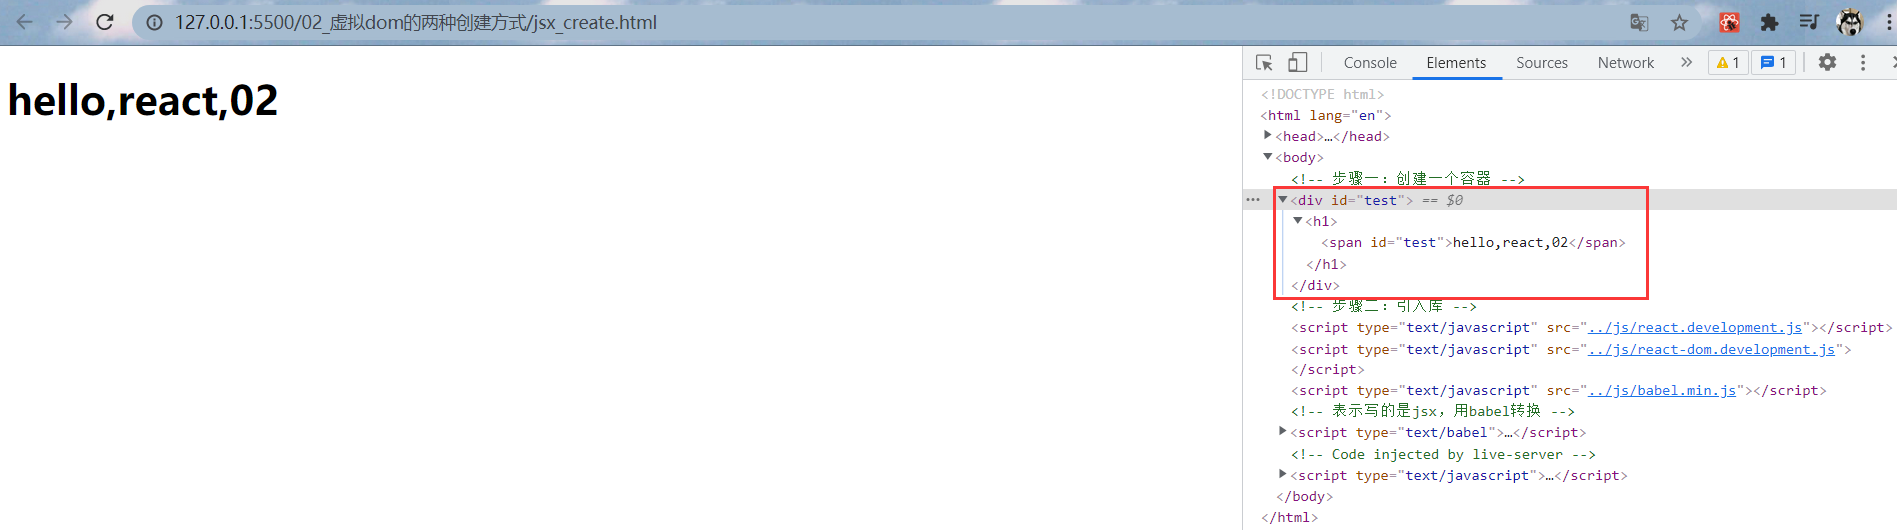 127.0.0.1:5500/02_虚拟dom的两种创建方式/jsx_create.html
hello,react,02
Console Elements Sources Network » 1 1
<!DOCTYPE html>
<html lang="en">
<head>…</head>
<body>
<!-- 步骤一：创建一个容器 -->
<div id="test"> == $0
<h1>
<span id="test">hello,react,02</span>
</h1>
</div>
<!-- 步骤二：引入库 -->
<script type="text/javascript" src="../js/react.development.js"></script>
<script type="text/javascript" src="../js/react-dom.development.js">
</script>
<script type="text/javascript" src="../js/babel.min.js"></script>
<!-- 表示写的是jsx，用babel转换 -->
<script type="text/babel">…</script>
<!-- Code injected by live-server -->
<script type="text/javascript">…</script>
</body>
</html>